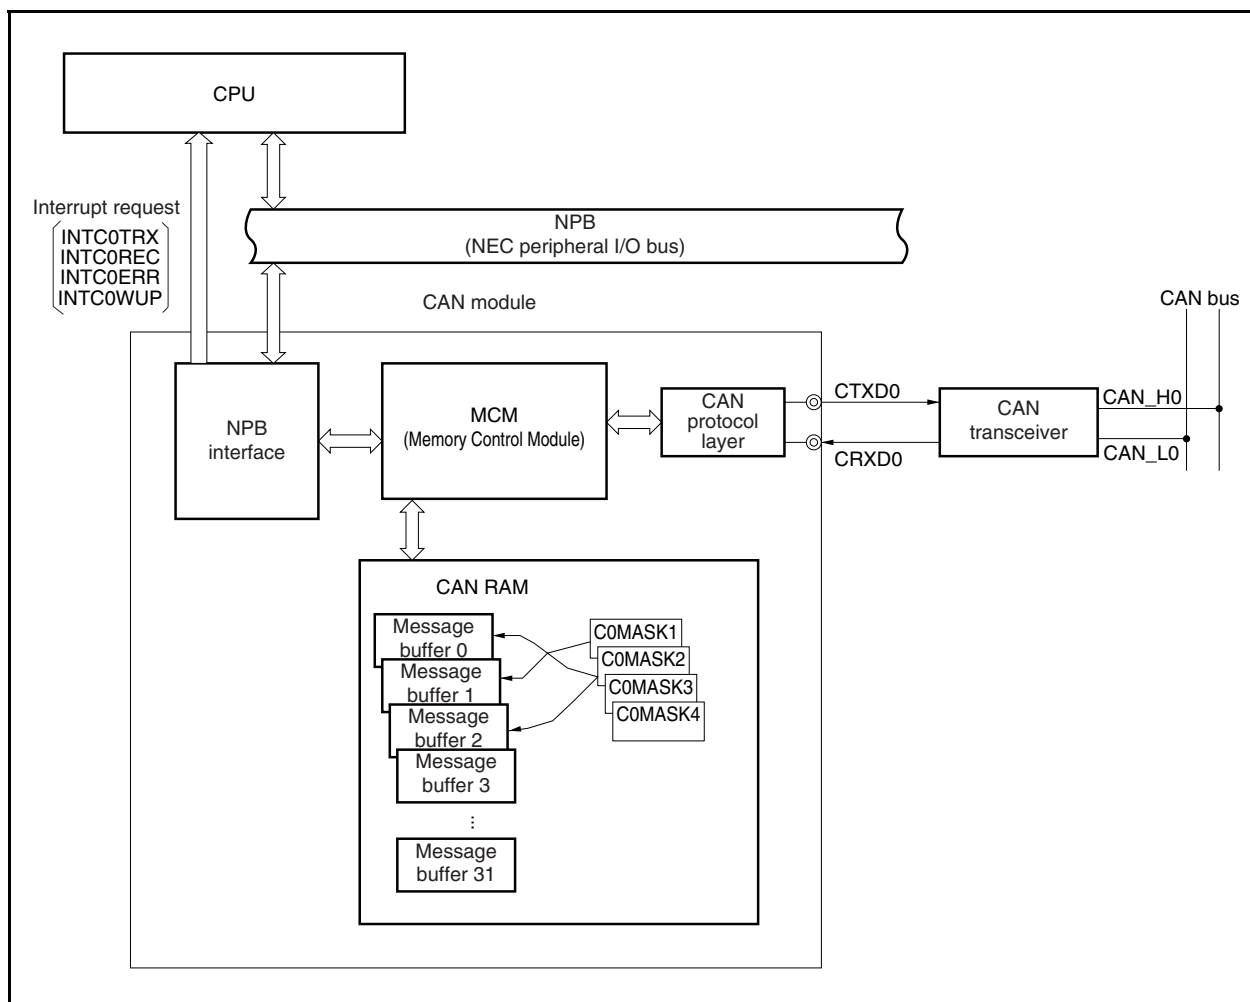 CPU
Interrupt request
INTC0TRX
INTC0REC
INTC0ERR
INTC0WUP
NPB
(NEC peripheral I/O bus)
CAN module
CAN bus
NPB
interface
MCM
(Memory Control Module)
CAN
protocol
layer
CTXD0
CRXD0
CAN
transceiver
CAN_H0
CAN_L0
CAN RAM
Message
buffer 0
Message
buffer 1
Message
buffer 2
Message
buffer 3
...
Message
buffer 31
C0MASK1
C0MASK2
C0MASK3
C0MASK4